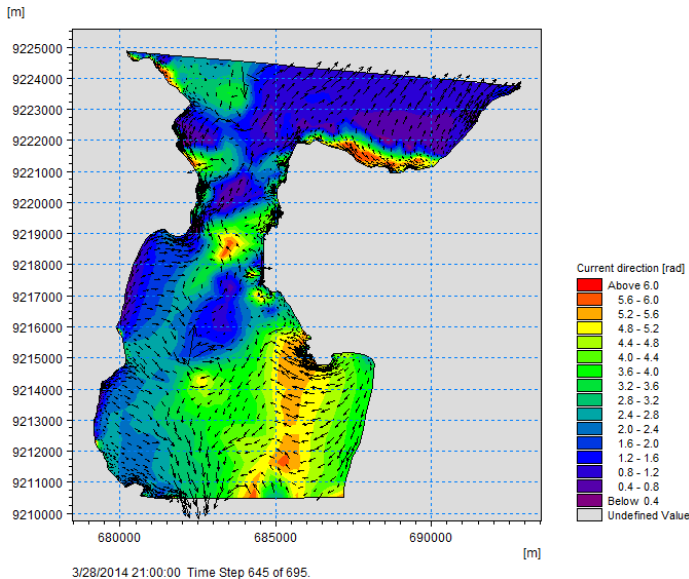 [m]
9225000
9224000
9223000
9222000
9221000
9220000
9219000
9218000
9217000
9216000
9215000
9214000
9213000
9212000
9211000
9210000
680000 685000 690000
[m]
3/28/2014 21:00:00 Time Step 645 of 695.
Current direction [rad]
Above 6.0
5.6 - 6.0
5.2 - 5.6
4.8 - 5.2
4.4 - 4.8
4.0 - 4.4
3.6 - 4.0
3.2 - 3.6
2.8 - 3.2
2.4 - 2.8
2.0 - 2.4
1.6 - 2.0
1.2 - 1.6
0.8 - 1.2
0.4 - 0.8
Below 0.4
Undefined Value